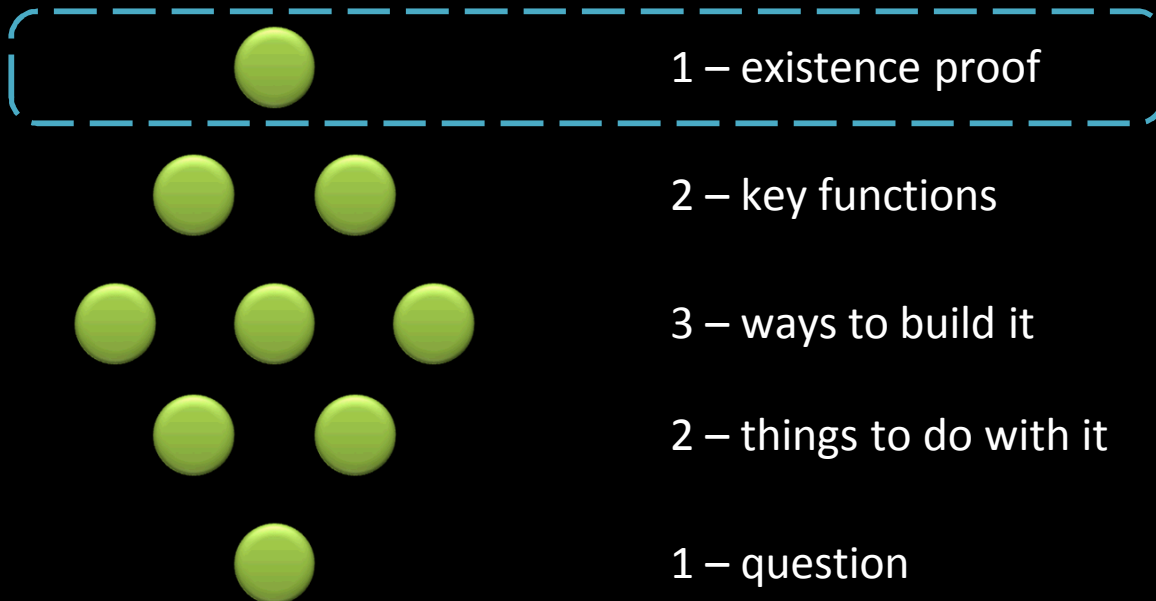 1 – existence proof
2 – key functions
3 – ways to build it
2 – things to do with it
1 – question